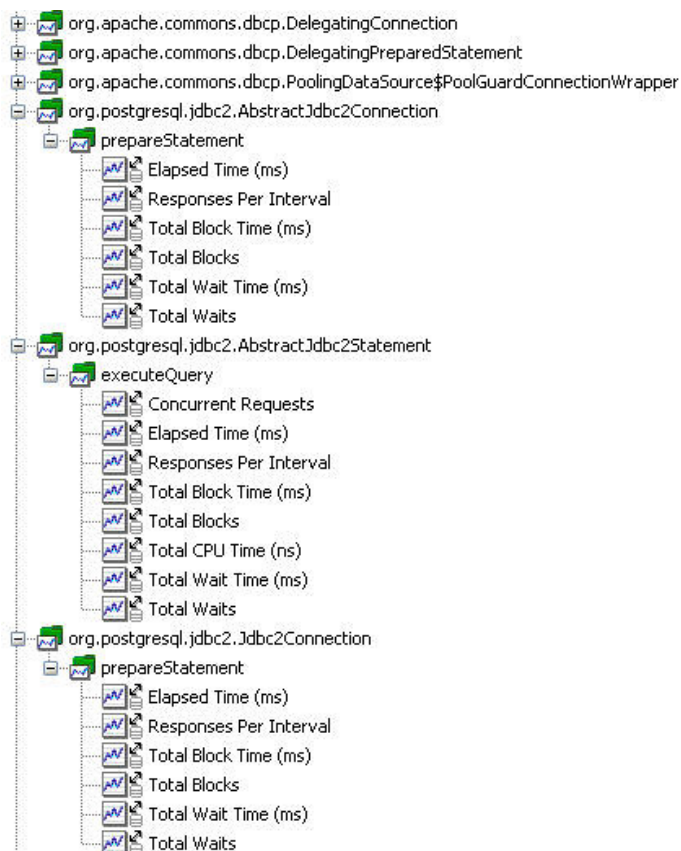 org.apache.commons.dbcp.DelegatingConnection
org.apache.commons.dbcp.DelegatingPreparedStatement
org.apache.commons.dbcp.PoolingDataSource$PoolGuardConnectionWrapper
org.postgresql.jdbc2.AbstractJdbc2Connection
prepareStatement
Elapsed Time (ms)
Responses Per Interval
Total Block Time (ms)
Total Blocks
Total Wait Time (ms)
Total Waits
org.postgresql.jdbc2.AbstractJdbc2Statement
executeQuery
Concurrent Requests
Elapsed Time (ms)
Responses Per Interval
Total Block Time (ms)
Total Blocks
Total CPU Time (ns)
Total Wait Time (ms)
Total Waits
org.postgresql.jdbc2.Jdbc2Connection
prepareStatement
Elapsed Time (ms)
Responses Per Interval
Total Block Time (ms)
Total Blocks
Total Wait Time (ms)
Total Waits